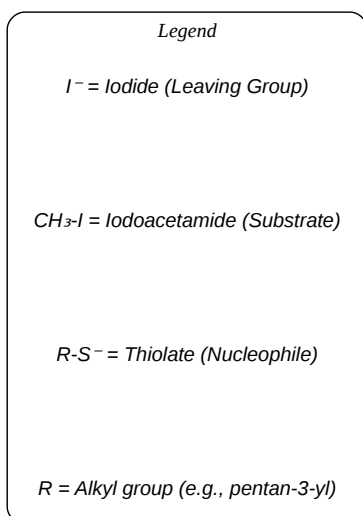 Legend
I⁻ = Iodide (Leaving Group)
CH₃-I = Iodoacetamide (Substrate)
R-S⁻ = Thiolate (Nucleophile)
R = Alkyl group (e.g., pentan-3-yl)